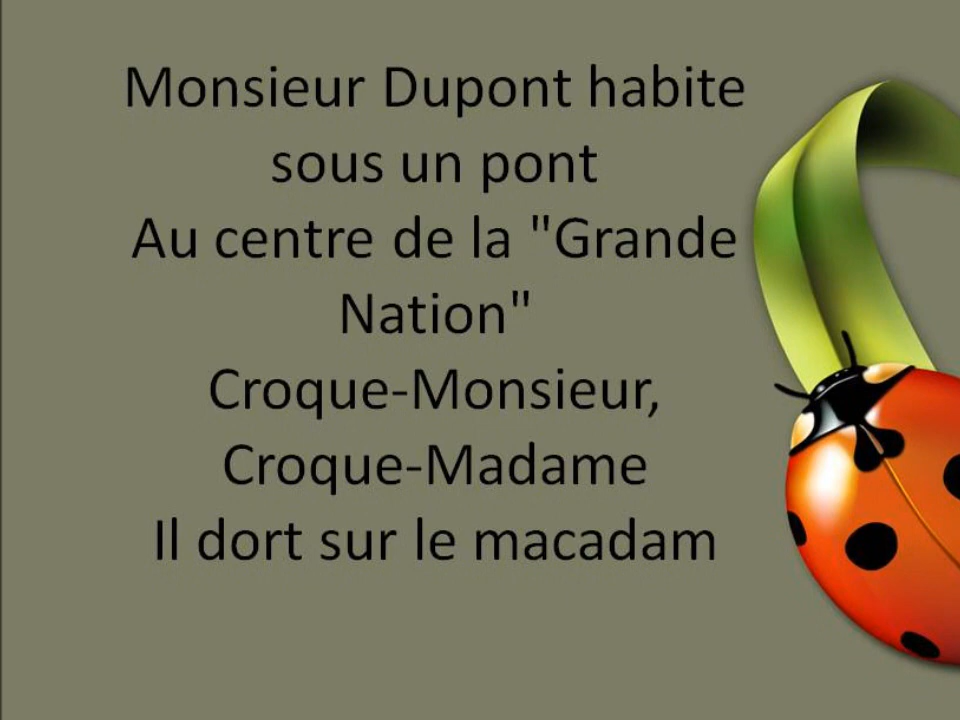 Monsieur Dupont habite
sous un pont
Au centre de la "Grande
Nation"
Croque-Monsieur,
Croque-Madame
Il dort sur le macadam